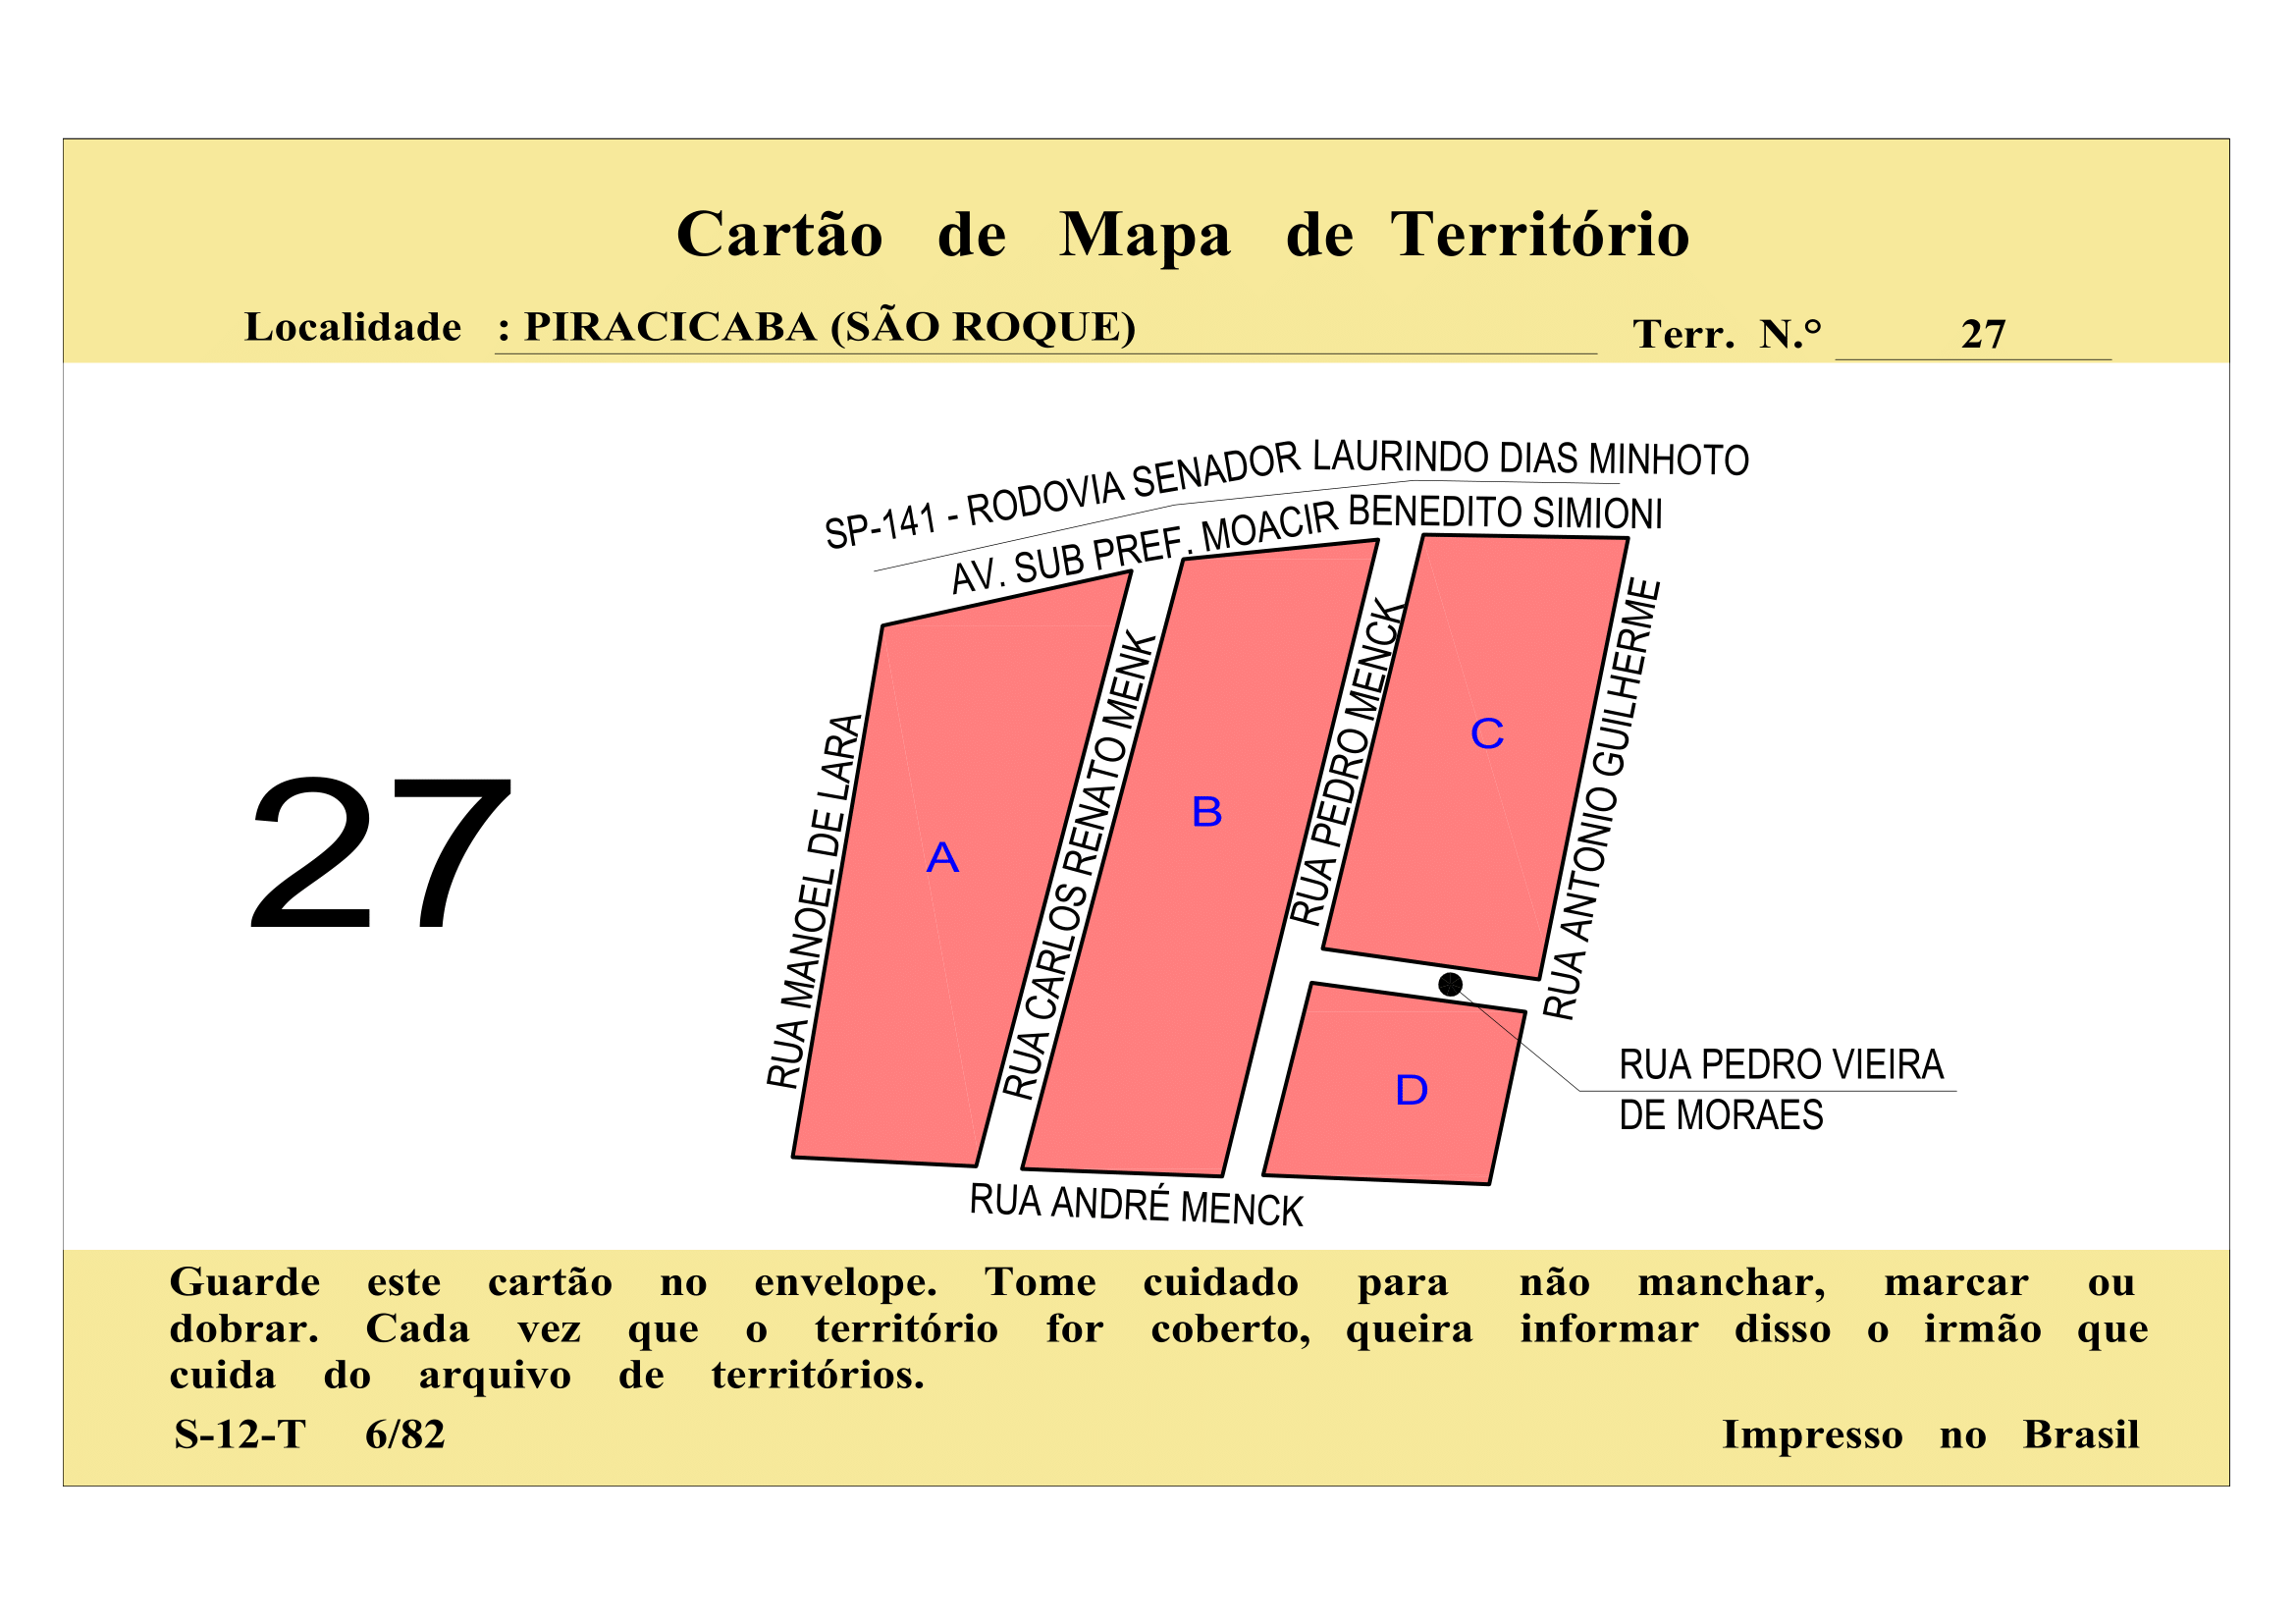 Cartão de Mapa de Território
Localidade : PIRACICABA (SÃO ROQUE)
Terr. N.° 27
SP-141 - RODOVIA SENADOR LAURINDO DIAS MINHOTO
AV. SUB PREF. MOACIR BENEDITO SIMIONI
27
RUA MANOEL DE LARA
A
RUA CARLOS RENATO MENK
B
RUA PEDRO MENCK
C
RUA ANTONIO GUILHERME
D
RUA PEDRO VIEIRA
DE MORAES
RUA ANDRÉ MENCK
Guarde este cartão no envelope. Tome cuidado para não manchar, marcar ou
dobrar. Cada vez que o território for coberto, queira informar disso o irmão que
cuida do arquivo de territórios.
S-12-T 6/82
Impresso no Brasil